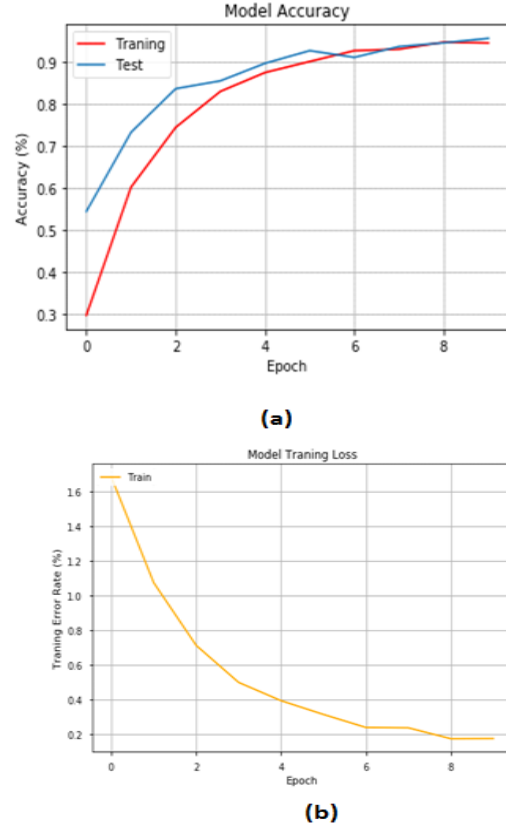 Model Accuracy
Traning
Test
Accuracy (%)
0.9
0.8
0.7
0.6
0.5
0.4
0.3
0 2 4 6 8
Epoch
(a)
Model Traning Loss
Train
Traning Error Rate (%)
1.6
1.4
1.2
1.0
0.8
0.6
0.4
0.2
0 2 4 6 8
Epoch
(b)